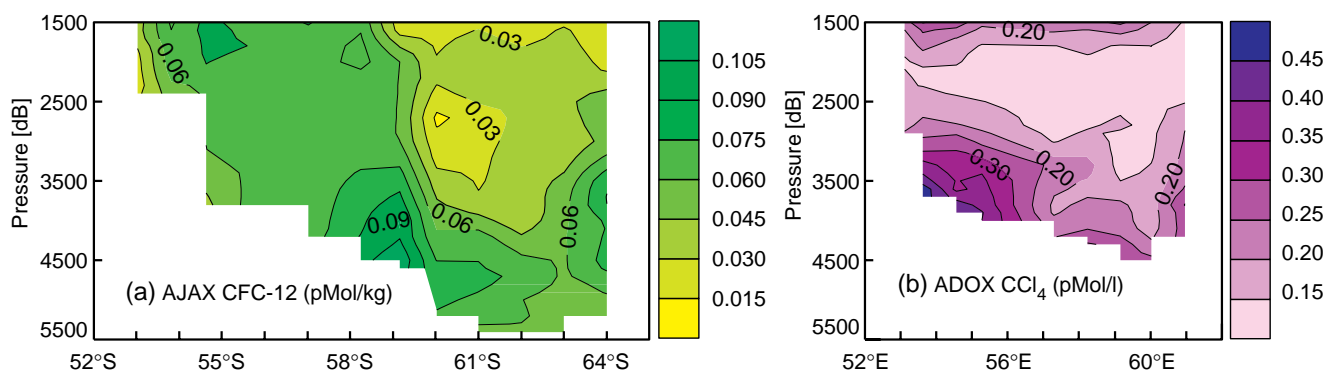 1500
2500
3500
4500
5500
Pressure [dB]
52°S
55°S
58°S
61°S
64°S
0.06
0.03
0.03
0.09
0.06
0.06
(a) AJAX CFC-12 (pMol/kg)
0.105
0.090
0.075
0.060
0.045
0.030
0.015
1500
2500
3500
4500
5500
Pressure [dB]
52°E
56°E
60°E
0.20
0.30
0.20
0.20
(b) ADOX CCl4 (pMol/l)
0.45
0.40
0.35
0.30
0.25
0.20
0.15